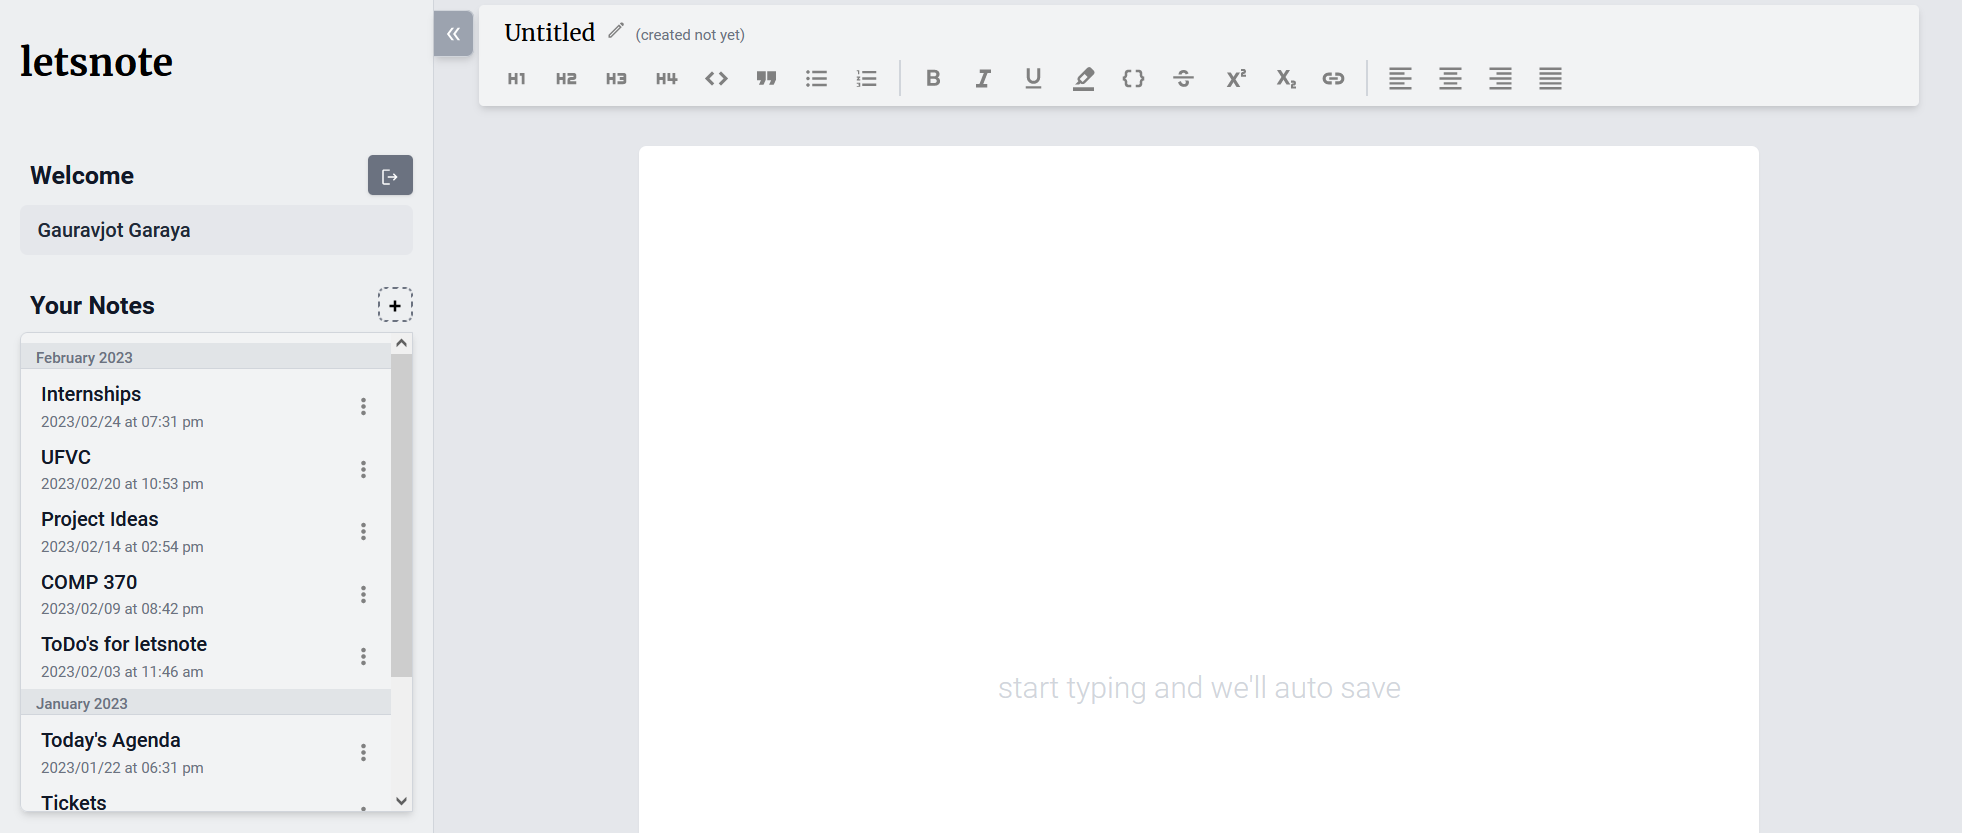 letsnote
Welcome
Gauravjot Garaya
Your Notes
+
February 2023
Internships
2023/02/24 at 07:31 pm
UFVC
2023/02/20 at 10:53 pm
Project Ideas
2023/02/14 at 02:54 pm
COMP 370
2023/02/09 at 08:42 pm
ToDo's for letsnote
2023/02/03 at 11:46 am
January 2023
Today's Agenda
2023/01/22 at 06:31 pm
Tickets
«
Untitled (created not yet)
H1 H2 H3 H4 <> B I U {} S X² X₂
start typing and we'll auto save